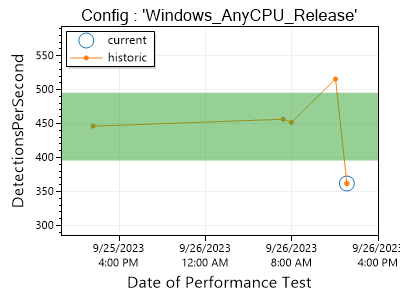 Config : 'Windows_AnyCPU_Release'
current
historic
DetectionsPerSecond
550
500
450
400
350
300
9/25/2023 9/26/2023 9/26/2023 9/26/2023
4:00 PM 12:00 AM 8:00 AM 4:00 PM
Date of Performance Test